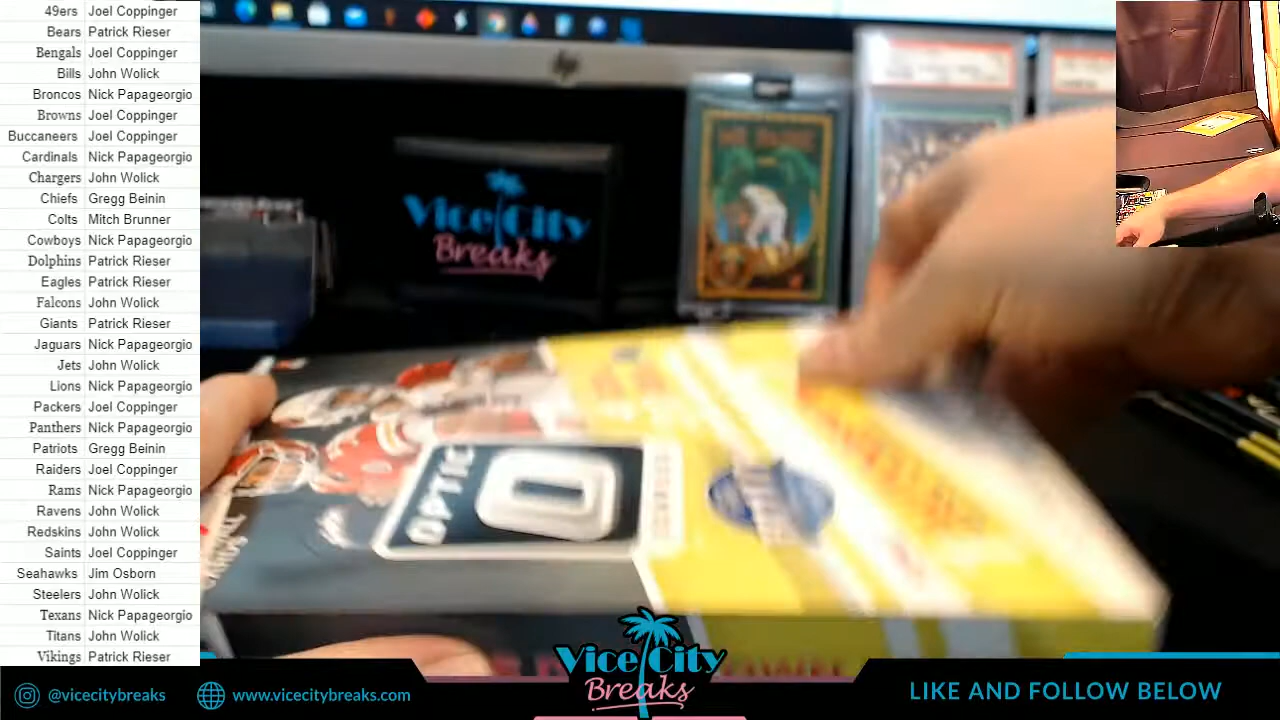 49ers Joel Coppinger
Bears Patrick Rieser
Bengals Joel Coppinger
Bills John Wolick
Broncos Nick Papageorgio
Browns Joel Coppinger
Buccaneers Joel Coppinger
Cardinals Nick Papageorgio
Chargers John Wolick
Chiefs Gregg Beinin
Colts Mitch Brunner
Cowboys Nick Papageorgio
Dolphins Patrick Rieser
Eagles Patrick Rieser
Falcons John Wolick
Giants Patrick Rieser
Jaguars Nick Papageorgio
Jets John Wolick
Lions Nick Papageorgio
Packers Joel Coppinger
Panthers Nick Papageorgio
Patriots Gregg Beinin
Raiders Joel Coppinger
Rams Nick Papageorgio
Ravens John Wolick
Redskins John Wolick
Saints Joel Coppinger
Seahawks Jim Osborn
Steelers John Wolick
Texans Nick Papageorgio
Titans John Wolick
Vikings Patrick Rieser
hp
Vice City
Breaks
Vice City
Breaks
@vicecitybreaks
www.vicecitybreaks.com
LIKE AND FOLLOW BELOW